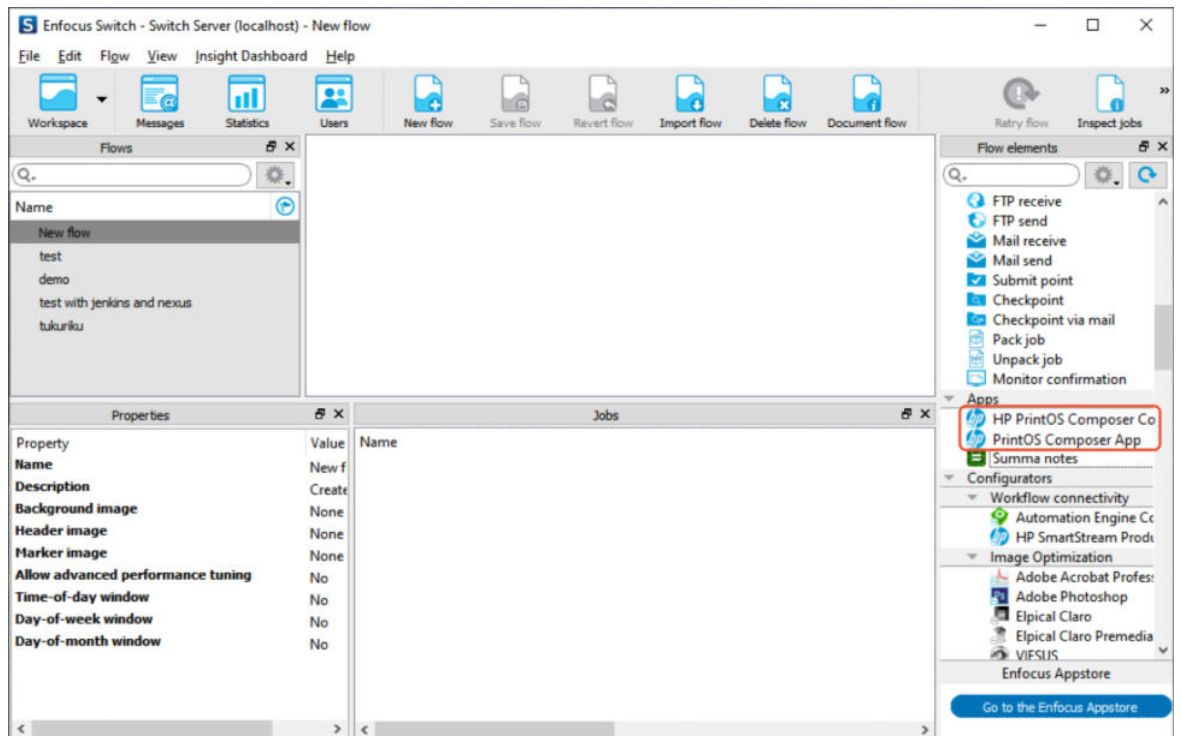 S Enfocus Switch - Switch Server (localhost) - New flow
File Edit Flow View Insight Dashboard Help
Workspace Messages Statistics Users New flow Save flow Revert flow Import flow Delete flow Document flow Retry flow Inspect jobs »
Flows
Name
New flow
test
demo
test with jenkins and nexus
tukuriku
Flow elements
FTP receive
FTP send
Mail receive
Mail send
Submit point
Checkpoint
Checkpoint via mail
Pack job
Unpack job
Monitor confirmation
Apps
HP PrintOS Composer Co
PrintOS Composer App
Summa notes
Configurators
Workflow connectivity
Automation Engine Cc
HP SmartStream Produ
Image Optimization
Adobe Acrobat Profes
Adobe Photoshop
Elpical Claro
Elpical Claro Premedia
VIESUS
Enfocus Appstore
Go to the Enfocus Appstore
Properties
Property Value
Name New f
Description Create
Background image None
Header image None
Marker image None
Allow advanced performance tuning No
Time-of-day window No
Day-of-week window No
Day-of-month window No
Jobs
Name